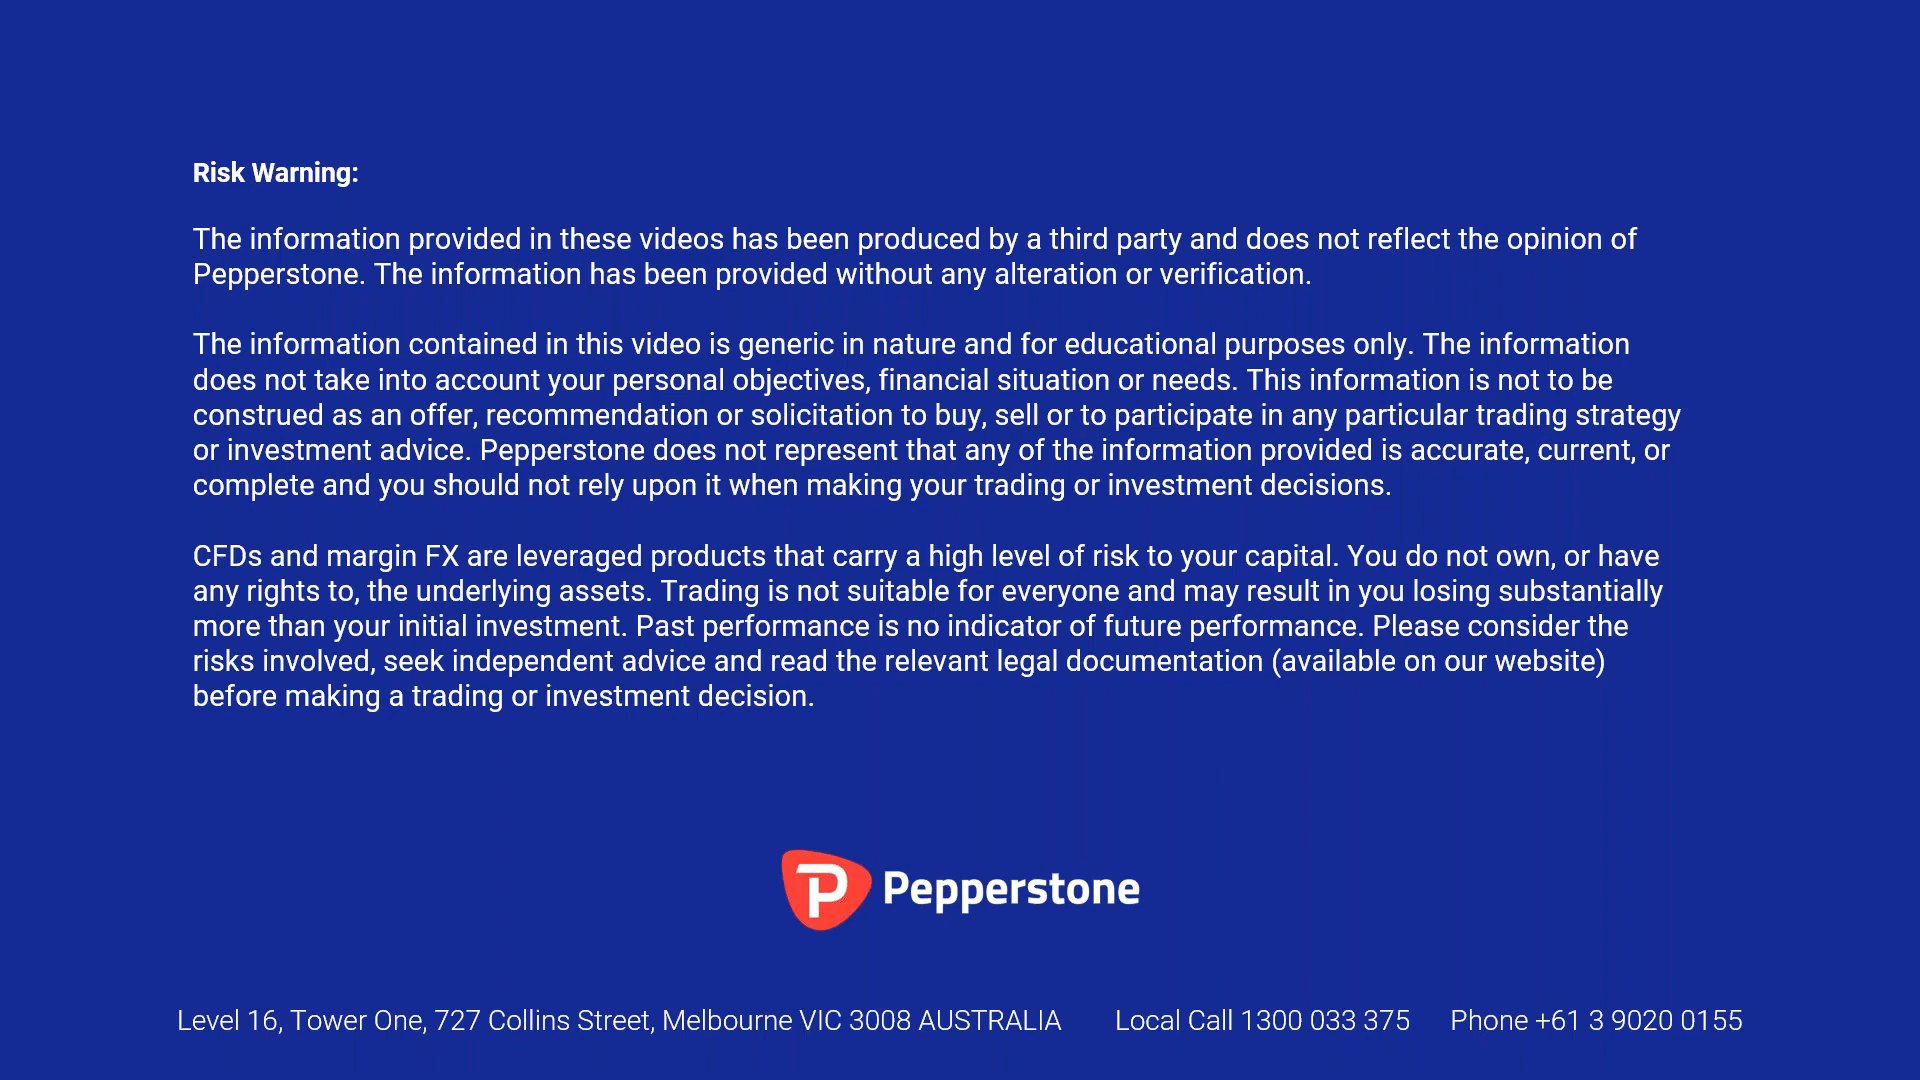 Risk Warning:
The information provided in these videos has been produced by a third party and does not reflect the opinion of
Pepperstone. The information has been provided without any alteration or verification.
The information contained in this video is generic in nature and for educational purposes only. The information
does not take into account your personal objectives, financial situation or needs. This information is not to be
construed as an offer, recommendation or solicitation to buy, sell or to participate in any particular trading strategy
or investment advice. Pepperstone does not represent that any of the information provided is accurate, current, or
complete and you should not rely upon it when making your trading or investment decisions.
CFDs and margin FX are leveraged products that carry a high level of risk to your capital. You do not own, or have
any rights to, the underlying assets. Trading is not suitable for everyone and may result in you losing substantially
more than your initial investment. Past performance is no indicator of future performance. Please consider the
risks involved, seek independent advice and read the relevant legal documentation (available on our website)
before making a trading or investment decision.
P Pepperstone
Level 16, Tower One, 727 Collins Street, Melbourne VIC 3008 AUSTRALIA Local Call 1300 033 375 Phone +61 3 9020 0155